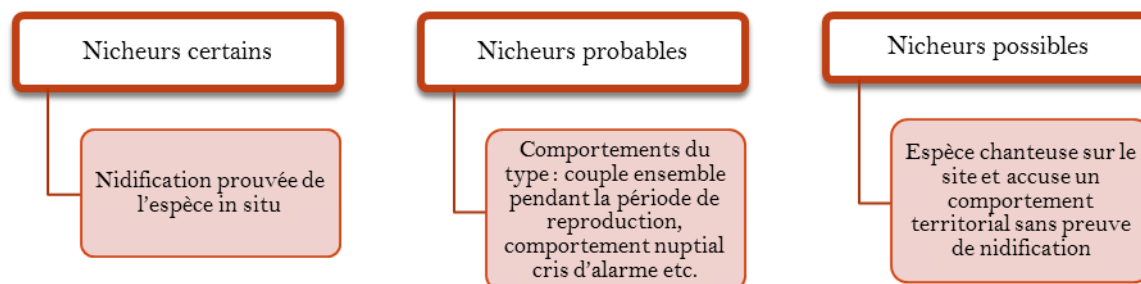 Nicheurs certains
Nidification prouvée de
l'espèce in situ
Nicheurs probables
Comportements du
type : couple ensemble
pendant la période de
reproduction,
comportement nuptial
cris d'alarme etc.
Nicheurs possibles
Espèce chanteuse sur le
site et accuse un
comportement
territorial sans preuve
de nidification